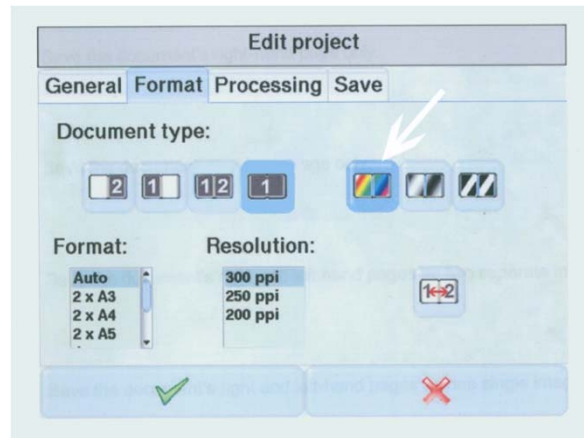 Edit project
General Format Processing Save
Document type:
2 1 1 2 1
Format: Resolution:
Auto 300 ppi
2 x A3 250 ppi
2 x A4 200 ppi
2 x A5
1 2